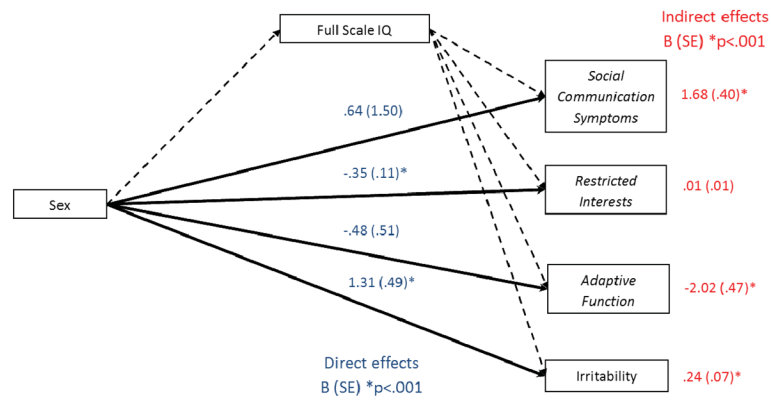 Indirect effects
B (SE) *p<.001
Full Scale IQ
Social
Communication
Symptoms
1.68 (.40)*
.64 (1.50)
-.35 (.11)*
Restricted
Interests
.01 (.01)
Sex
-.48 (.51)
1.31 (.49)*
Adaptive
Function
-2.02 (.47)*
Direct effects
B (SE) *p<.001
Irritability
.24 (.07)*